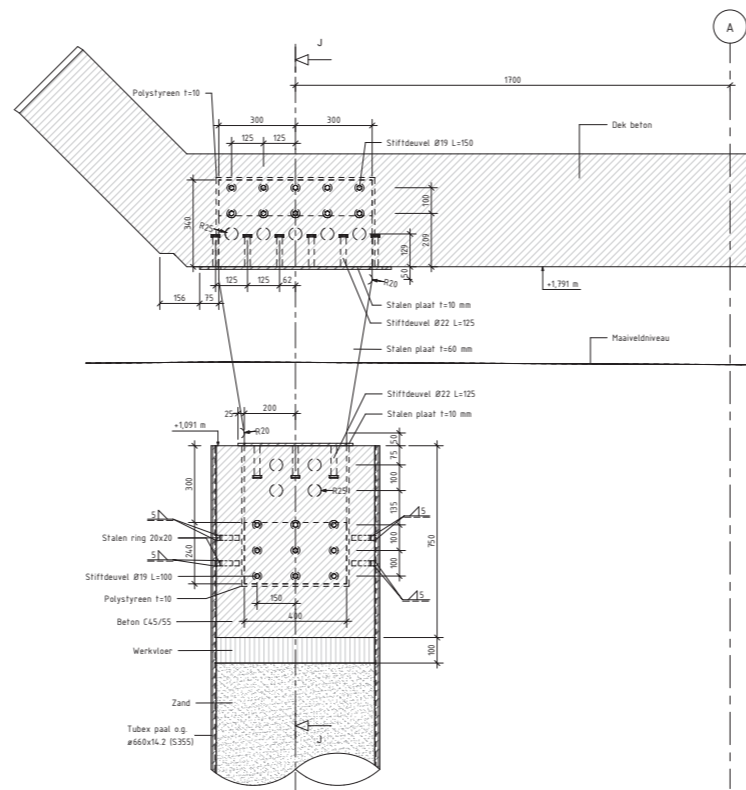 A
J
1700
Polystyreen t=10
300
300
Dek beton
125
125
Stiftdeuvel Ø19 L=150
100
340
R25
209
129
50
R20
+1,791 m
125
125
62
156
75
Stalen plaat t=10 mm
Stiftdeuvel Ø22 L=125
Stalen plaat t=60 mm
Maaiveldniveau
Stiftdeuvel Ø22 L=125
25
200
Stalen plaat t=10 mm
+1,091 m
R20
50
75
100
300
R25
135
750
5
5
Stalen ring 20x20
100
5
240
100
Stiftdeuvel Ø19 L=100
5
Polystyreen t=10
150
400
Beton C45/55
Werkvloer
100
Zand
Tubex paal o.g.
ø660x14.2 (S355)
J